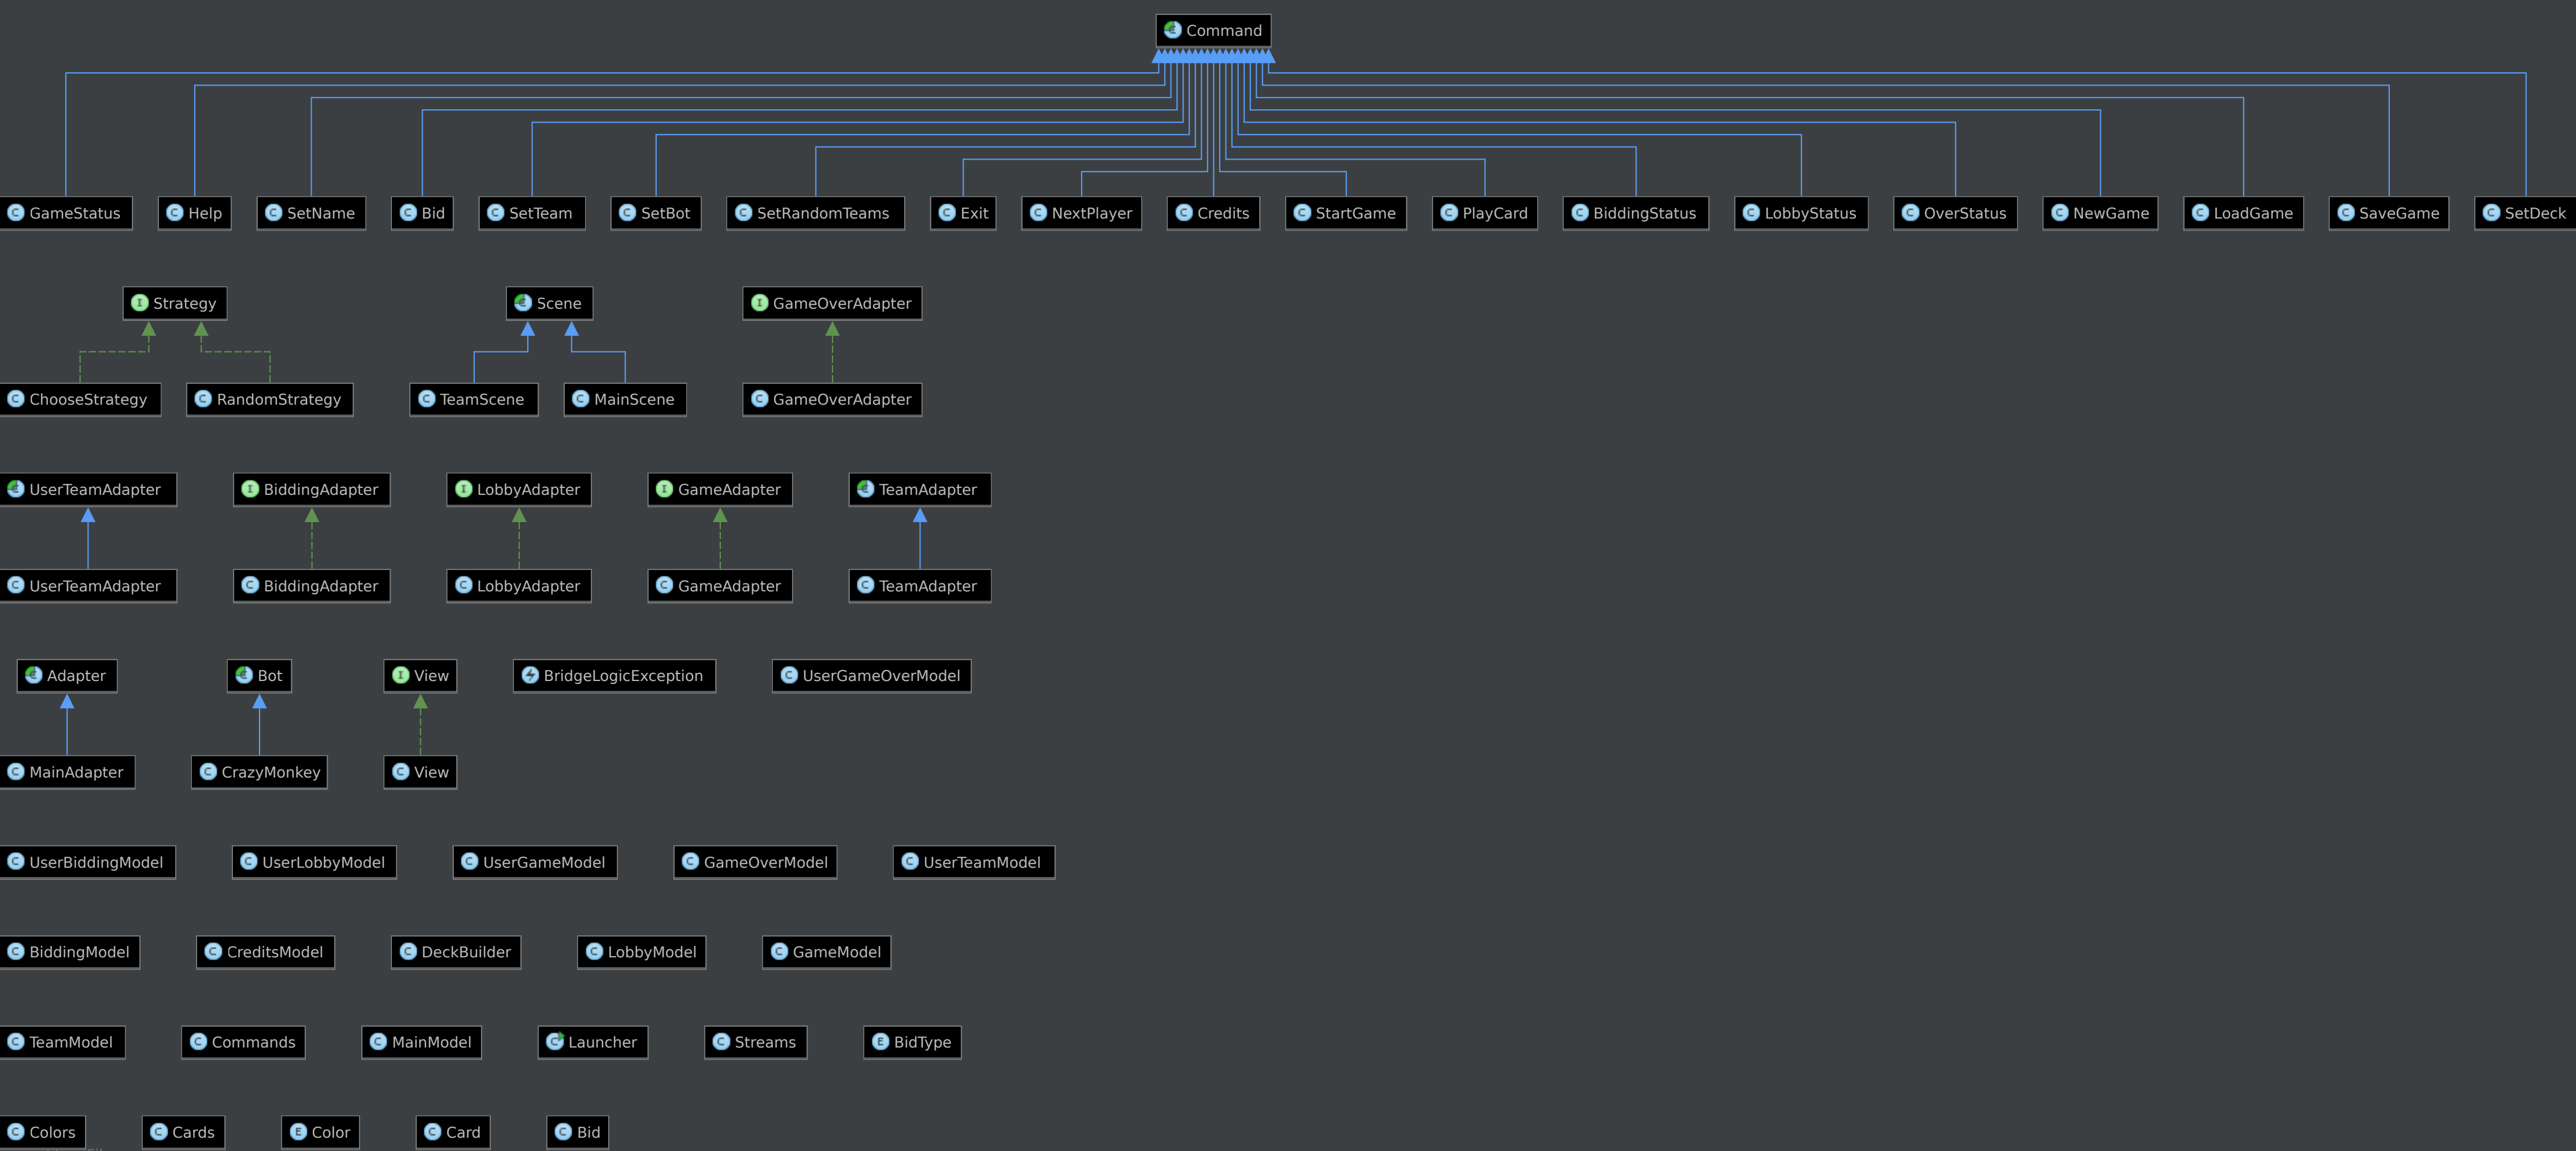 Command
GameStatus Help SetName Bid SetTeam SetBot SetRandomTeams Exit NextPlayer Credits StartGame PlayCard BiddingStatus LobbyStatus OverStatus NewGame LoadGame SaveGame SetDeck
Strategy Scene GameOverAdapter
ChooseStrategy RandomStrategy TeamScene MainScene GameOverAdapter
UserTeamAdapter BiddingAdapter LobbyAdapter GameAdapter TeamAdapter
UserTeamAdapter BiddingAdapter LobbyAdapter GameAdapter TeamAdapter
Adapter Bot View BridgeLogicException UserGameOverModel
MainAdapter CrazyMonkey View
UserBiddingModel UserLobbyModel UserGameModel GameOverModel UserTeamModel
BiddingModel CreditsModel DeckBuilder LobbyModel GameModel
TeamModel Commands MainModel Launcher Streams BidType
Colors Cards Color Card Bid